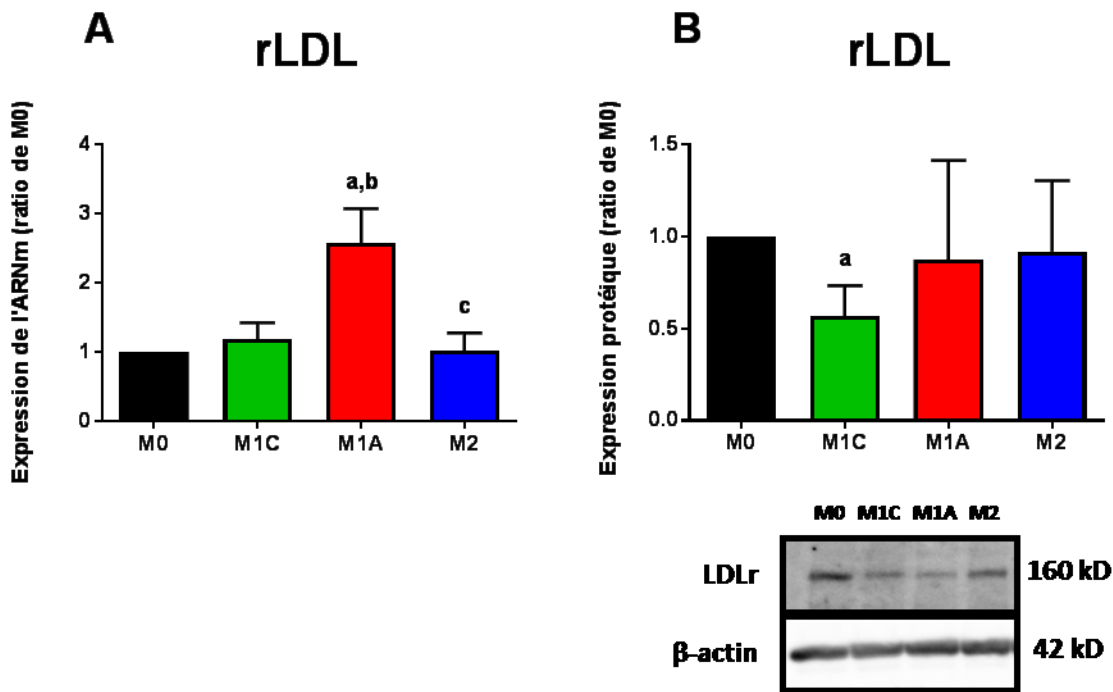 A
rLDL
Expression de l'ARNm (ratio de M0)
4
3
2
1
0
a,b
c
M0 M1C M1A M2
B
rLDL
Expression protéique (ratio de M0)
1.5
1.0
0.5
0.0
a
M0 M1C M1A M2
M0 M1C M1A M2
LDLr 160 kD
β-actin 42 kD